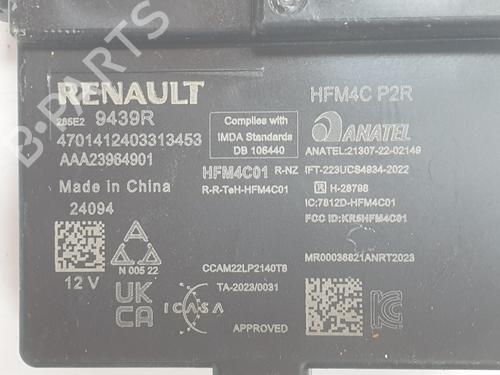 B-PARTS
RENAULT
285E2 9439R
4701412403313453
AAA23964901
Made in China
24094
N 005 22
12 V
UK
CA
ICASA
Complies with
IMDA Standards
DB 106440
HFM4C01 R-NZ
R-R-TeH-HFM4C01
CCAM22LP2140T8
TA-2023/0031
APPROVED
HFM4C P2R
ANATEL
ANATEL:21307-22-02149
IFT-223UCS4934-2022
R H-28798
IC:7812D-HFM4C01
FCC ID:KR5HFM4C01
MR00036821ANRT2023